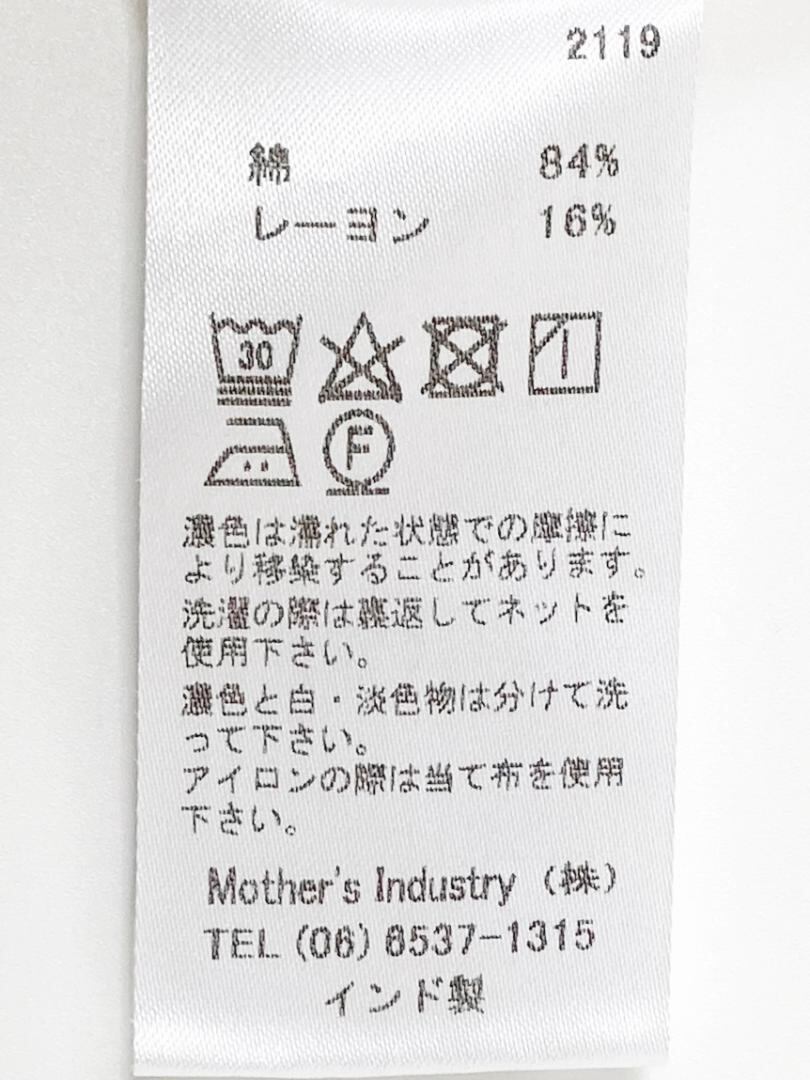 2119
綿 84%
レーヨン 16%
30
F
濃色は濡れた状態での摩擦に
より移染することがあります。
洗濯の際は裏返してネットを
使用下さい。
濃色と白・淡色物は分けて洗
って下さい。
アイロンの際は当て布を使用
下さい。
Mother's Industry (株)
TEL (06) 6537-1315
インド製